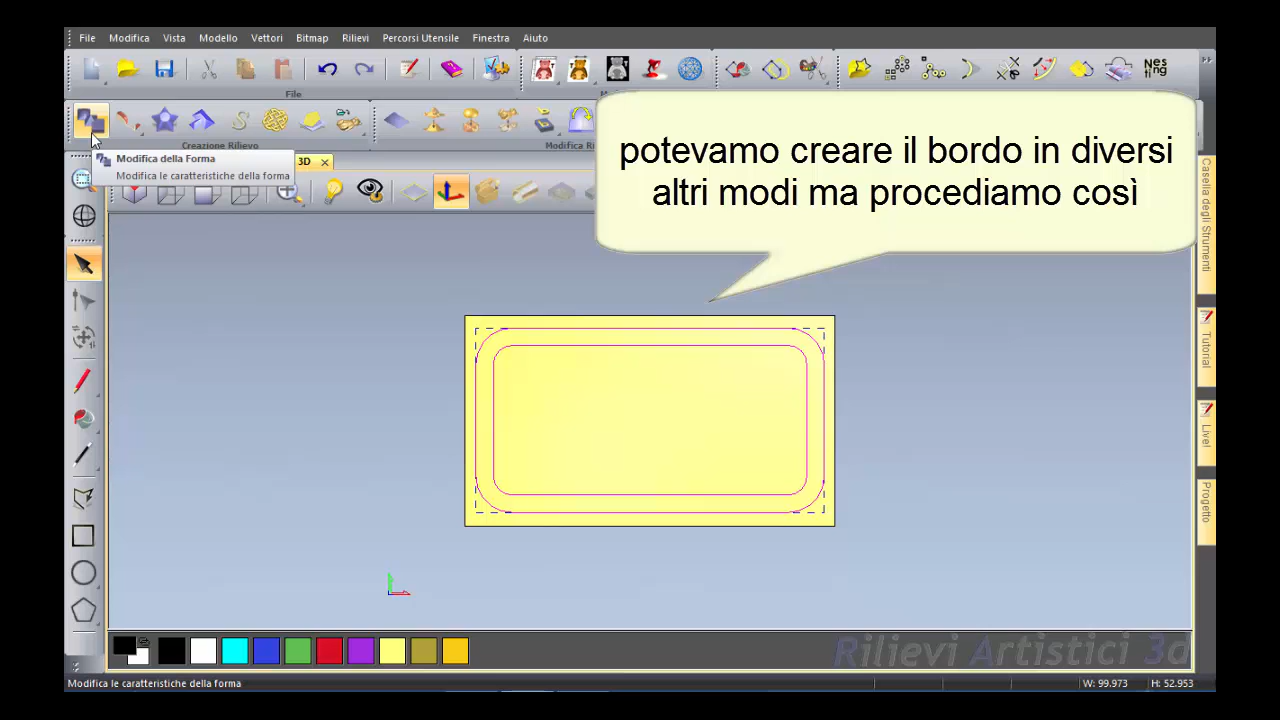 File Modifica Vista Modello Vettori Bitmap Rilievi Percorsi Utensile Finestra Aiuto
Nes
ting
File
Creazione Rilievo
Modifica della Forma
Modifica le caratteristiche della forma
3D
potevamo creare il bordo in diversi
altri modi ma procediamo così
Casella degli Strumenti
Tutorial
Livelli
Progetto
Rilievi Artistici 3d
Modifica le caratteristiche della forma
W: 99.973 H: 52.953